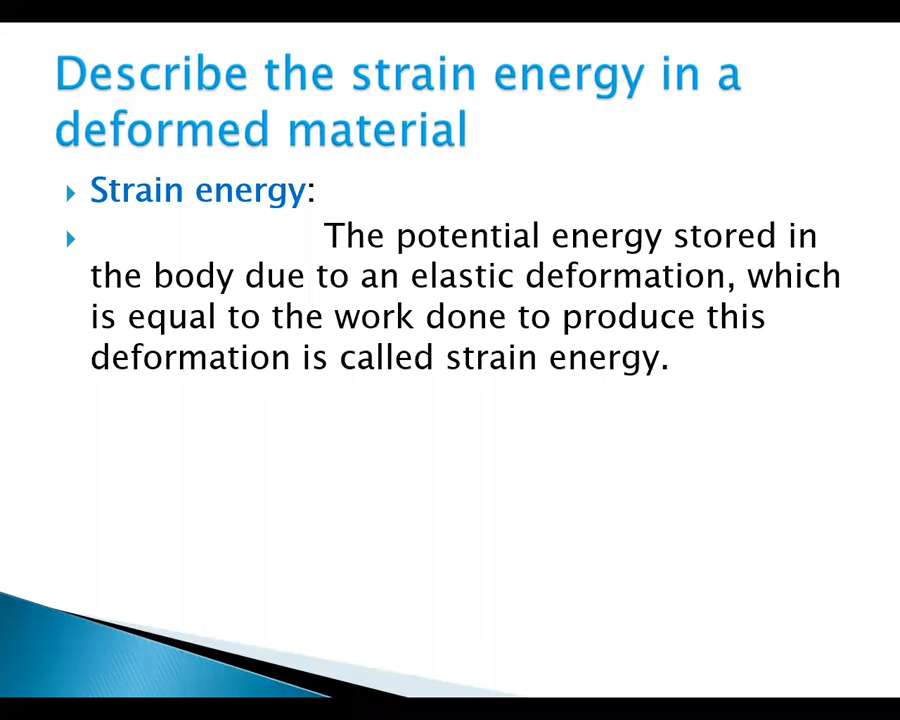 Describe the strain energy in a
deformed material
Strain energy:
The potential energy stored in
the body due to an elastic deformation, which
is equal to the work done to produce this
deformation is called strain energy.